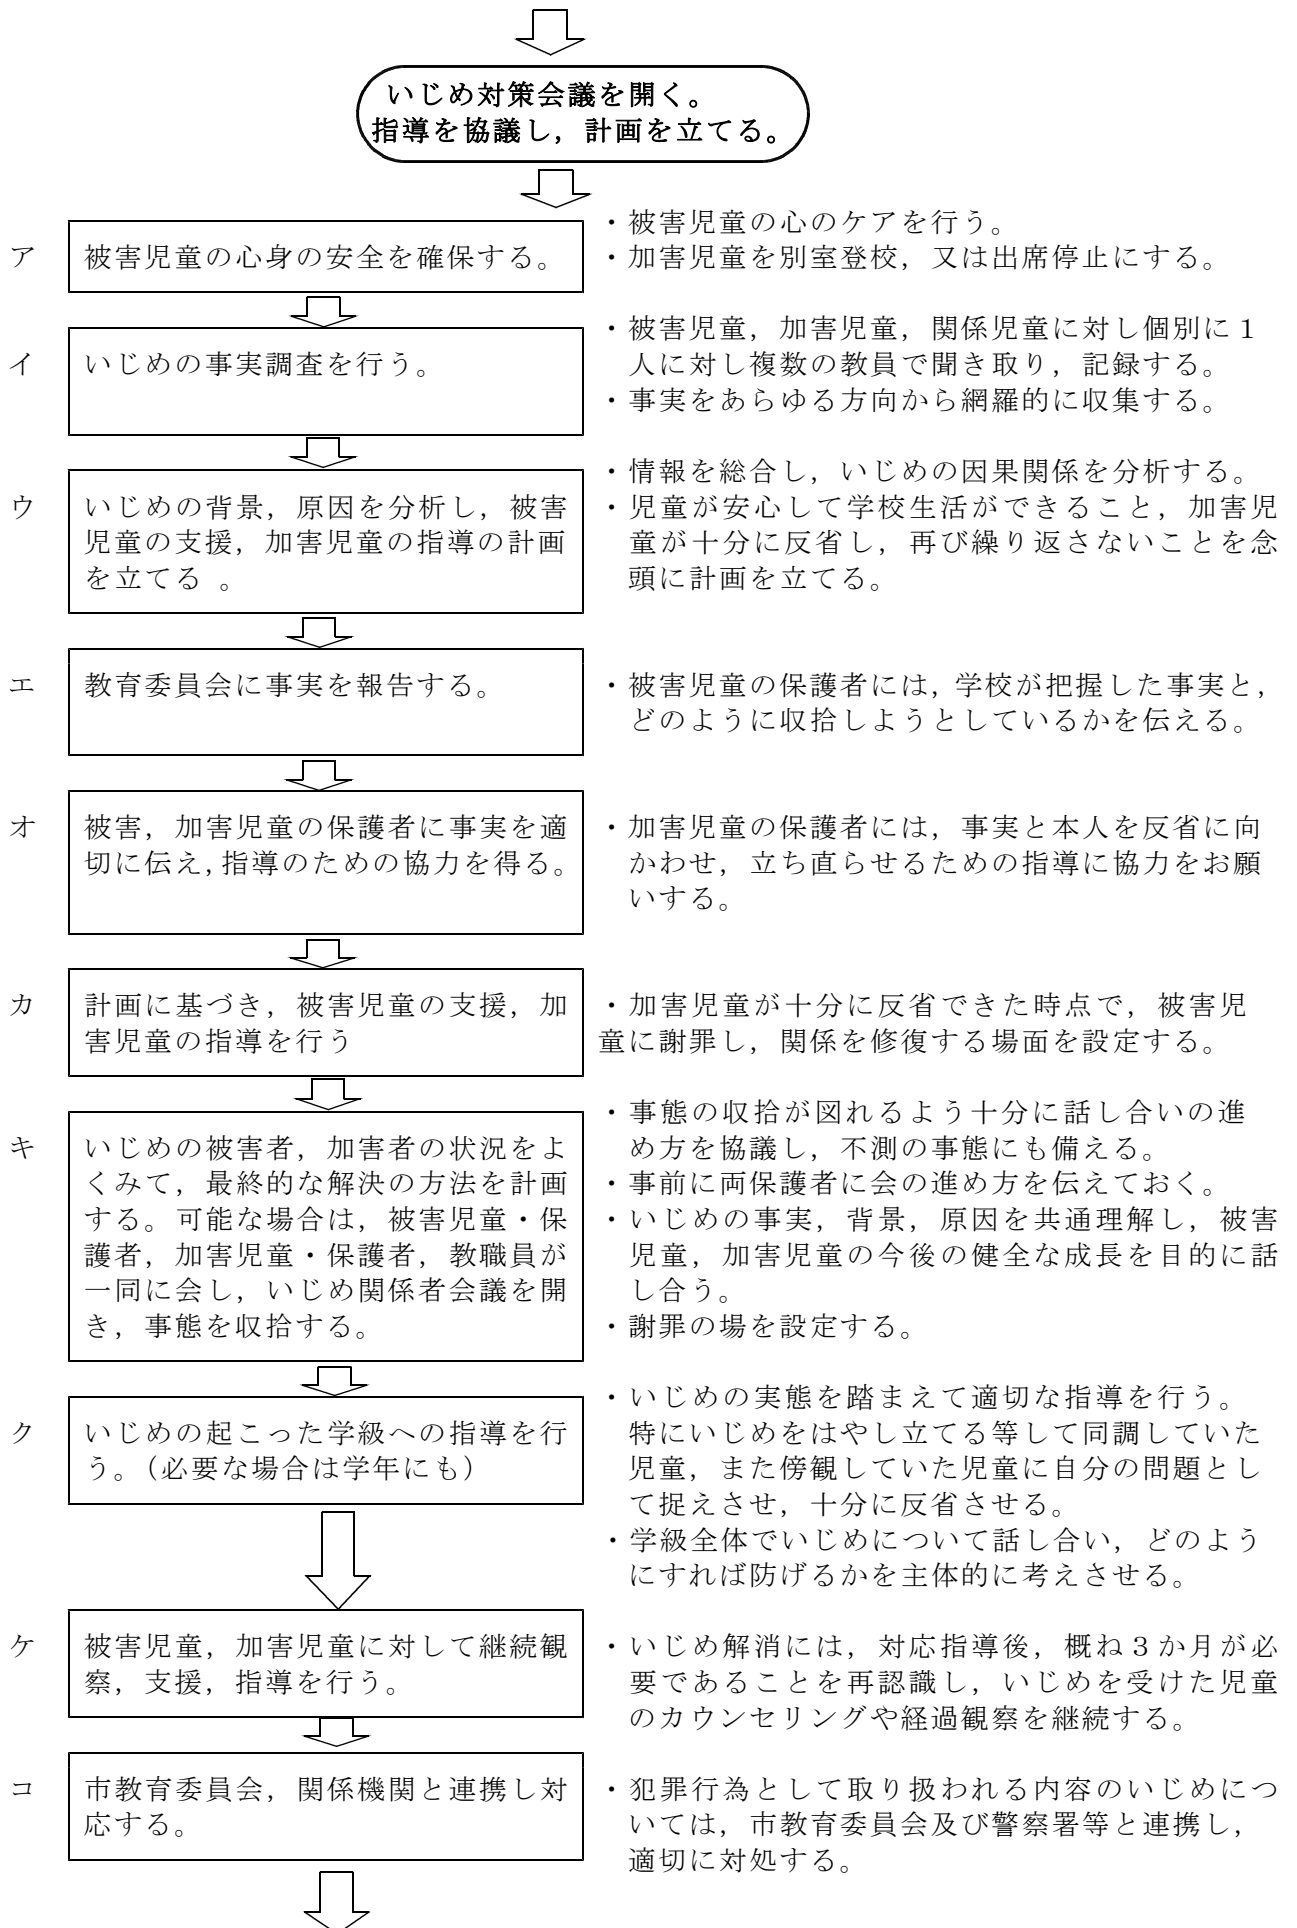 いじめ対策会議を開く。
指導を協議し，計画を立てる。
ア
被害児童の心身の安全を確保する。
・被害児童の心のケアを行う。
・加害児童を別室登校，又は出席停止にする。
イ
いじめの事実調査を行う。
・被害児童，加害児童，関係児童に対し個別に１
人に対し複数の教員で聞き取り，記録する。
・事実をあらゆる方向から網羅的に収集する。
ウ
いじめの背景，原因を分析し，被害
児童の支援，加害児童の指導の計画
を立てる 。
・情報を総合し，いじめの因果関係を分析する。
・児童が安心して学校生活ができること，加害児
童が十分に反省し，再び繰り返さないことを念
頭に計画を立てる。
エ
教育委員会に事実を報告する。
・被害児童の保護者には，学校が把握した事実と，
どのように収拾しようとしているかを伝える。
オ
被害，加害児童の保護者に事実を適
切に伝え，指導のための協力を得る。
・加害児童の保護者には，事実と本人を反省に向
かわせ，立ち直らせるための指導に協力をお願
いする。
カ
計画に基づき，被害児童の支援，加
害児童の指導を行う
・加害児童が十分に反省できた時点で，被害児
童に謝罪し，関係を修復する場面を設定する。
キ
いじめの被害者，加害者の状況をよ
くみて，最終的な解決の方法を計画
する。可能な場合は，被害児童・保
護者，加害児童・保護者，教職員が
一同に会し，いじめ関係者会議を開
き，事態を収拾する。
・事態の収拾が図れるよう十分に話し合いの進
め方を協議し，不測の事態にも備える。
・事前に両保護者に会の進め方を伝えておく。
・いじめの事実，背景，原因を共通理解し，被害
児童，加害児童の今後の健全な成長を目的に話
し合う。
・謝罪の場を設定する。
ク
いじめの起こった学級への指導を行
う。（必要な場合は学年にも）
・いじめの実態を踏まえて適切な指導を行う。
特にいじめをはやし立てる等して同調していた
児童，また傍観していた児童に自分の問題とし
て捉えさせ，十分に反省させる。
・学級全体でいじめについて話し合い，どのよう
にすれば防げるかを主体的に考えさせる。
ケ
被害児童，加害児童に対して継続観
察，支援，指導を行う。
・いじめ解消には，対応指導後，概ね３か月が必
要であることを再認識し，いじめを受けた児童
のカウンセリングや経過観察を継続する。
コ
市教育委員会，関係機関と連携し対
応する。
・犯罪行為として取り扱われる内容のいじめにつ
いては，市教育委員会及び警察署等と連携し，
適切に対処する。